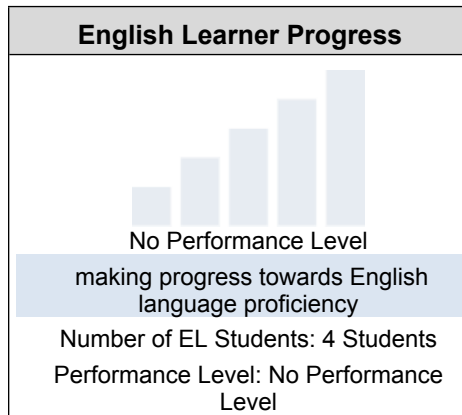 English Learner Progress
No Performance Level
making progress towards English
language proficiency
Number of EL Students: 4 Students
Performance Level: No Performance
Level